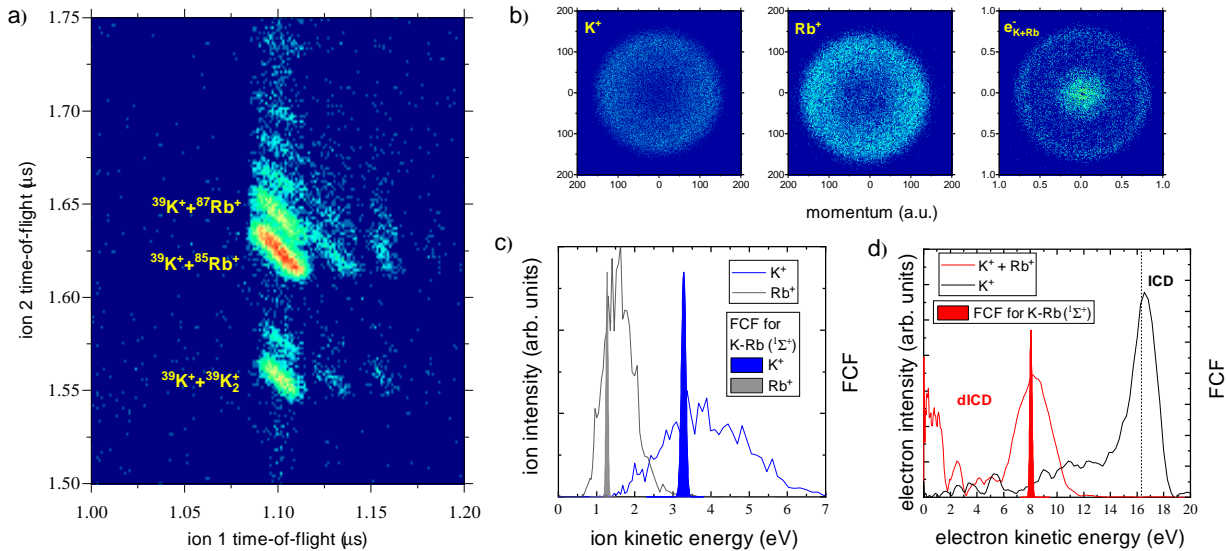 a)
ion 2 time-of-flight (µs)
1.75
1.70
1.65
1.60
1.55
1.50
³⁹K⁺+⁸⁷Rb⁺
³⁹K⁺+⁸⁵Rb⁺
³⁹K⁺+³⁹K₂⁺
1.00 1.05 1.10 1.15 1.20
ion 1 time-of-flight (µs)
b)
K⁺
200
100
0.0
100
200
200 0 200
Rb⁺
200
100
0.0
100
200
200 0 200
e⁻K+Rb
1.0
0.5
0.0
0.5
1.0
1.0 0.5 0.0 0.5 1.0
momentum (a.u.)
c)
ion intensity (arb. units)
K⁺
Rb⁺
FCF for
K-Rb (¹Σ⁺)
K⁺
Rb⁺
FCF
0 1 2 3 4 5 6 7
ion kinetic energy (eV)
d)
electron intensity (arb. units)
K⁺ + Rb⁺
K⁺
FCF for K-Rb (¹Σ⁺)
ICD
dICD
FCF
0 2 4 6 8 10 12 14 16 18 20
electron kinetic energy (eV)